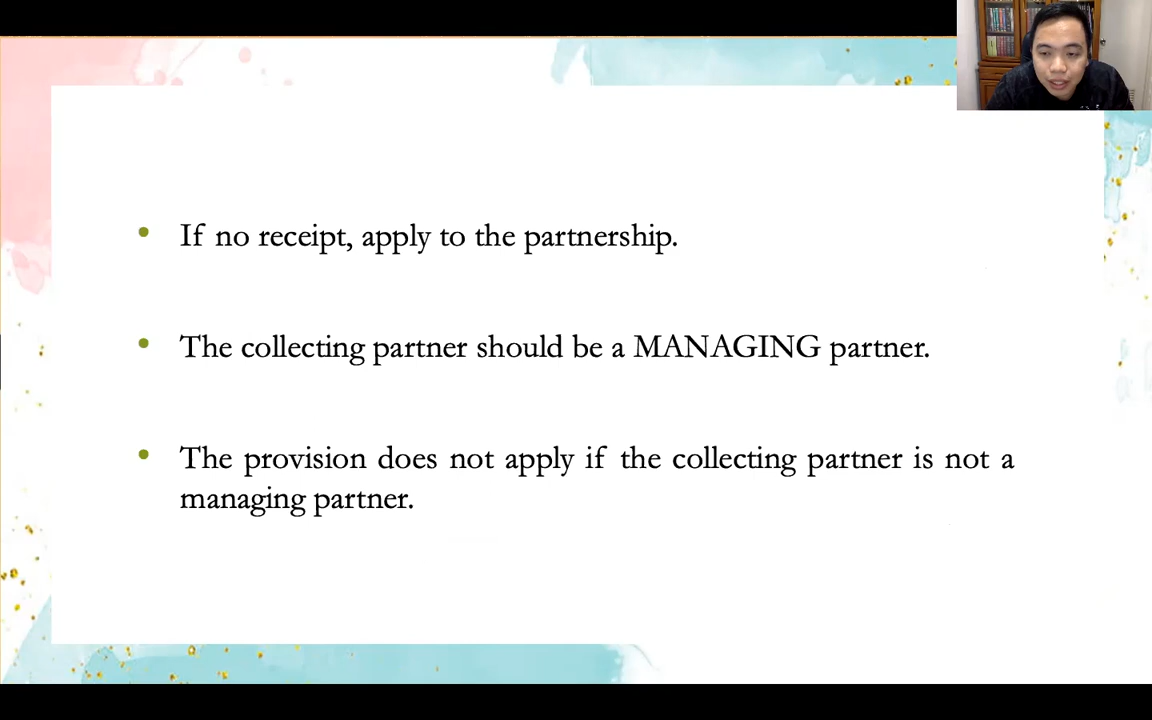 • If no receipt, apply to the partnership.
• The collecting partner should be a MANAGING partner.
• The provision does not apply if the collecting partner is not a
managing partner.